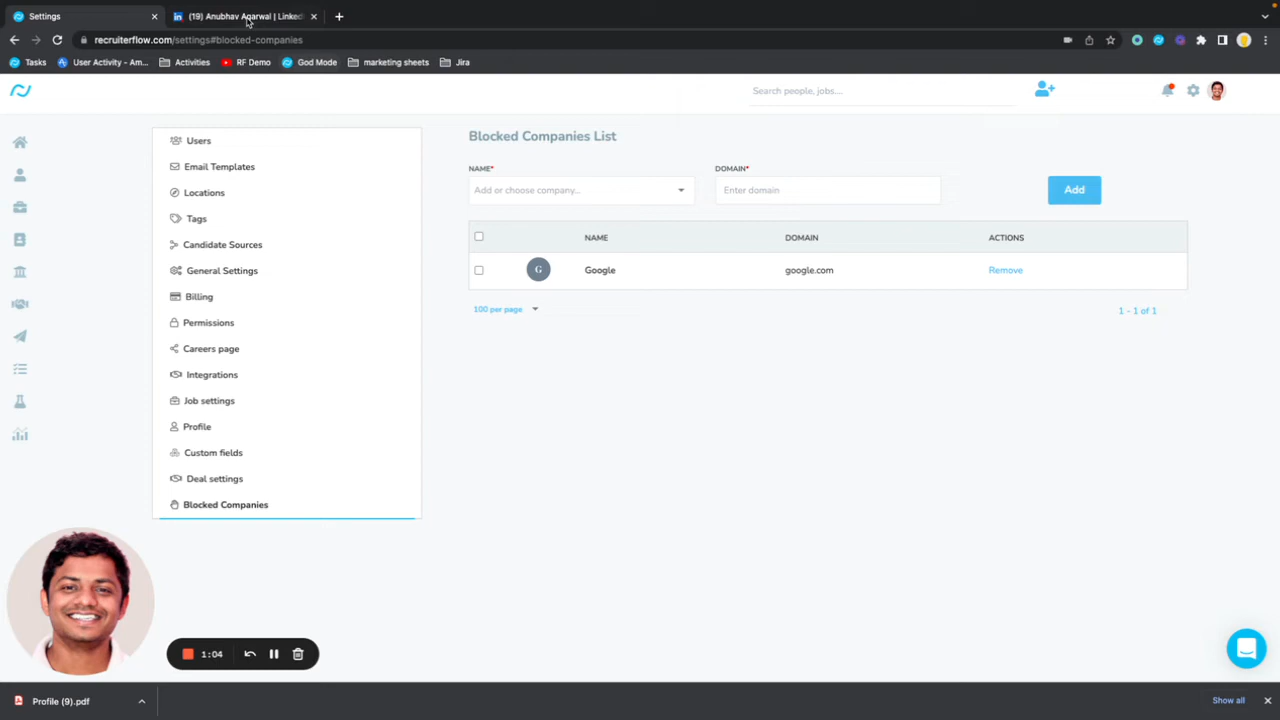 Settings
(19) Anubhav Agarwal | Linked
recruiterflow.com/settings#blocked-companies
Tasks
User Activity - Am...
Activities
RF Demo
God Mode
marketing sheets
Jira
Search people, jobs....
Users
Email Templates
Locations
Tags
Candidate Sources
General Settings
Billing
Permissions
Careers page
Integrations
Job settings
Profile
Custom fields
Deal settings
Blocked Companies
Blocked Companies List
NAME*
DOMAIN*
Add or choose company...
Enter domain
Add
NAME DOMAIN ACTIONS
G Google google.com Remove
100 per page
1 - 1 of 1
1:04
Profile (9).pdf
Show all